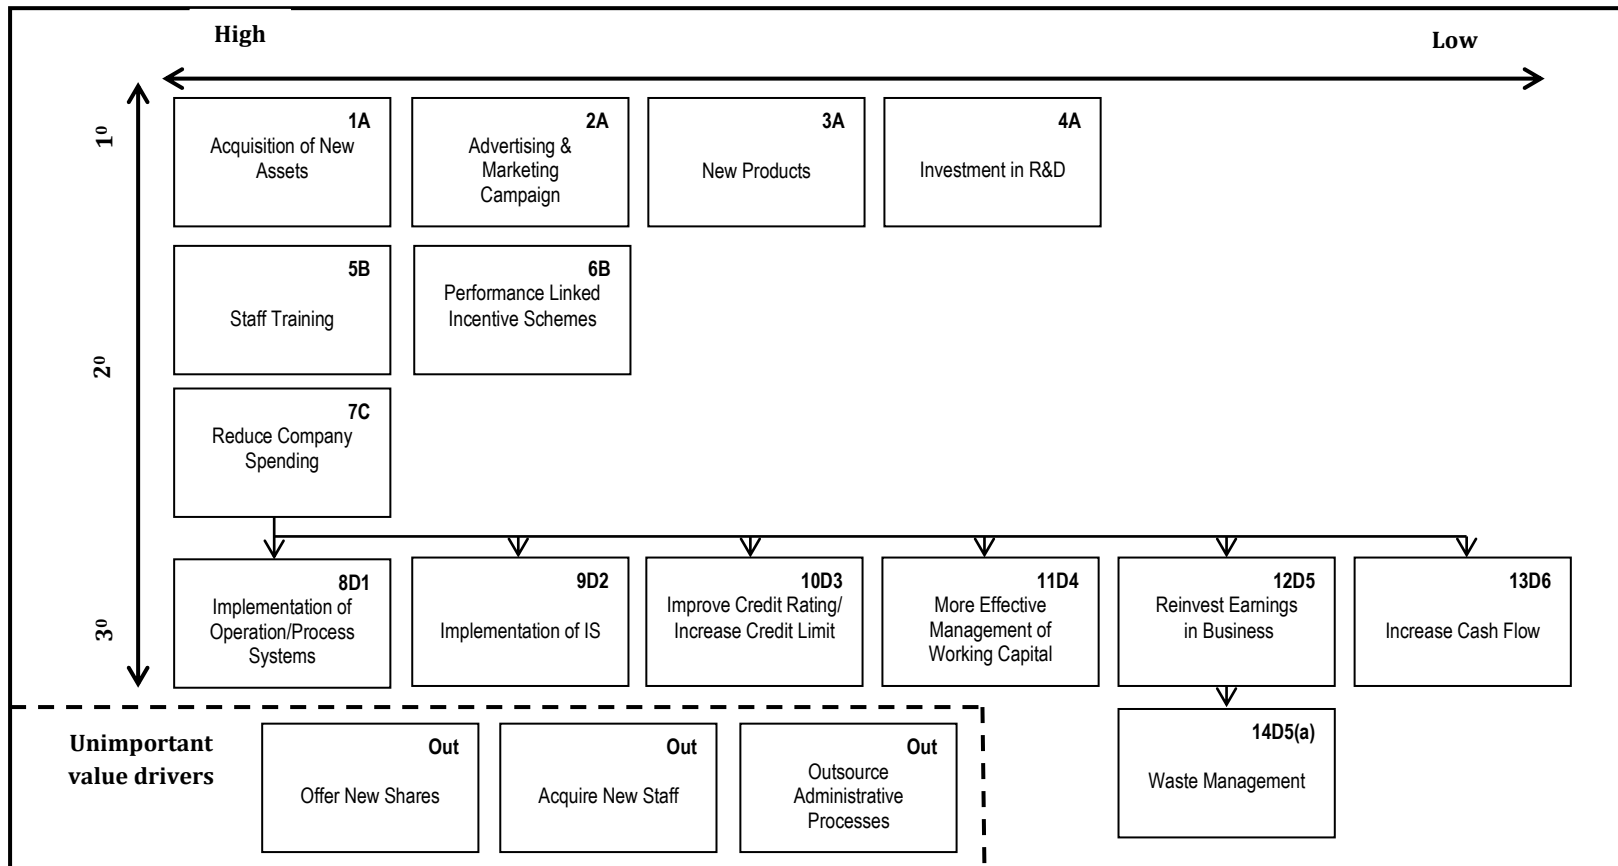 High
Low
1⁰
1A
Acquisition of New
Assets
2A
Advertising &
Marketing
Campaign
3A
New Products
4A
Investment in R&D
2⁰
5B
Staff Training
6B
Performance Linked
Incentive Schemes
7C
Reduce Company
Spending
3⁰
8D1
Implementation of
Operation/Process
Systems
9D2
Implementation of IS
10D3
Improve Credit Rating/
Increase Credit Limit
11D4
More Effective
Management of
Working Capital
12D5
Reinvest Earnings
in Business
13D6
Increase Cash Flow
14D5(a)
Waste Management
Unimportant
value drivers
Out
Offer New Shares
Out
Acquire New Staff
Out
Outsource
Administrative
Processes